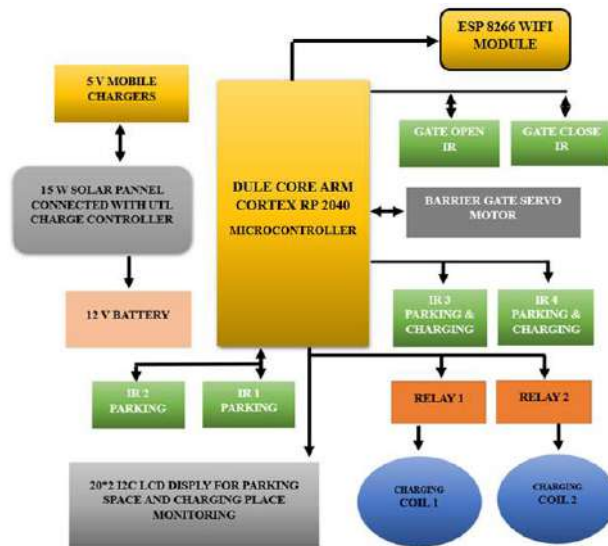 ESP 8266 WIFI
MODULE
5 V MOBILE
CHARGERS
GATE OPEN
IR
GATE CLOSE
IR
15 W SOLAR PANNEL
CONNECTED WITH UTL
CHARGE CONTROLLER
DULE CORE ARM
CORTEX RP 2040
MICROCONTROLLER
BARRIER GATE SERVO
MOTOR
12 V BATTERY
IR 3
PARKING &
CHARGING
IR 4
PARKING &
CHARGING
IR 2
PARKING
IR 1
PARKING
RELAY 1
RELAY 2
20*2 I2C LCD DISPLY FOR PARKING
SPACE AND CHARGING PLACE
MONITORING
CHARGING
COIL 1
CHARGING
COIL 2